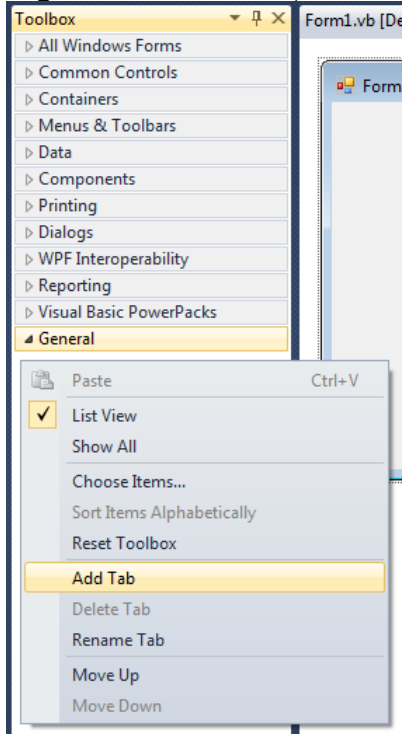 Toolbox
Form1.vb [De
All Windows Forms
Common Controls
Form
Containers
Menus & Toolbars
Data
Components
Printing
Dialogs
WPF Interoperability
Reporting
Visual Basic PowerPacks
General
Paste Ctrl+V
List View
Show All
Choose Items...
Sort Items Alphabetically
Reset Toolbox
Add Tab
Delete Tab
Rename Tab
Move Up
Move Down